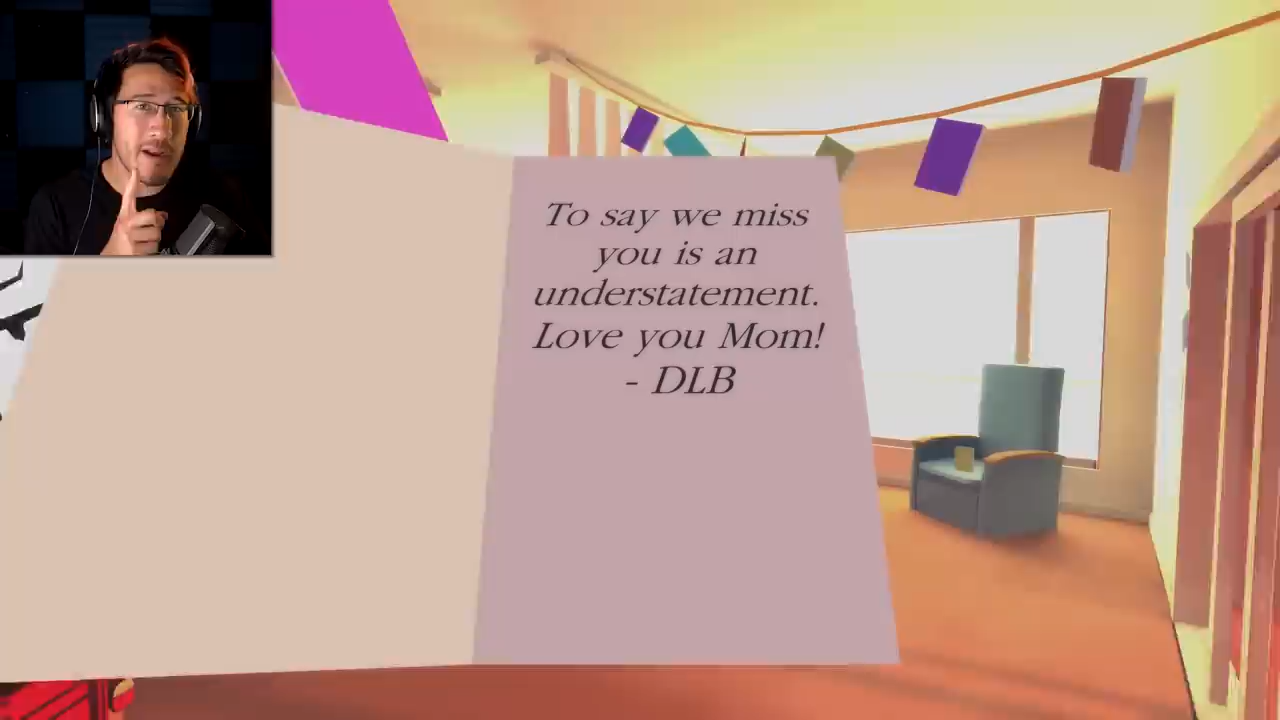 To say we miss
you is an
understatement.
Love you Mom!
- DLB